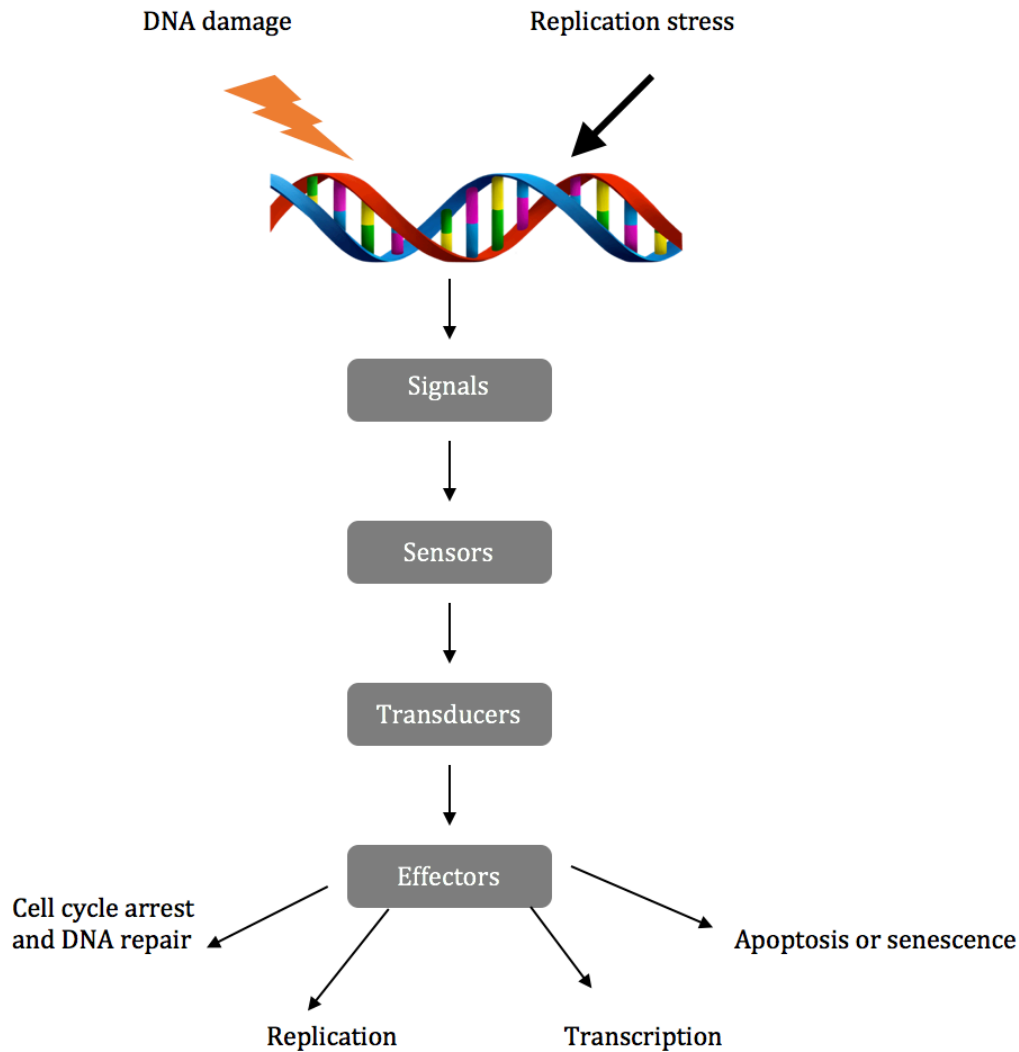 DNA damage
Replication stress
Signals
Sensors
Transducers
Effectors
Cell cycle arrest
and DNA repair
Apoptosis or senescence
Replication
Transcription